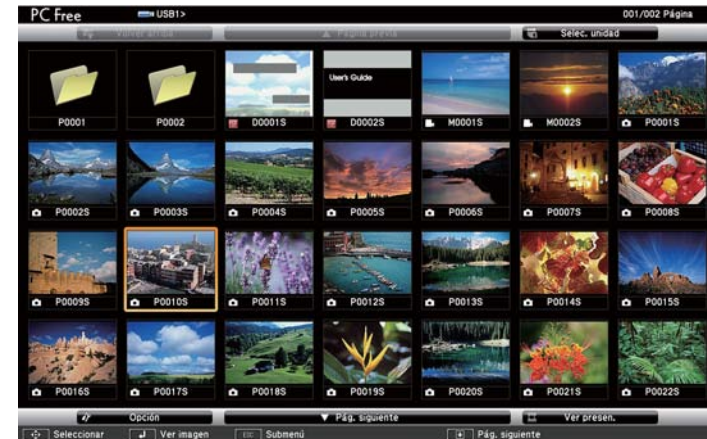 PC Free USB1> 001/002 Página
Volver arriba ▲ Página previa Selec. unidad
User's Guide
P0001 P0002 D0001S D0002S M0001S M0002S P0001S
P0002S P0003S P0004S P0005S P0006S P0007S P0008S
P0009S P0010S P0011S P0012S P0013S P0014S P0015S
P0016S P0017S P0018S P0019S P0020S P0021S P0022S
Opción ▼ Pág. siguiente Ver presen.
Seleccionar Ver imagen ESC Submenú Pág. siguiente